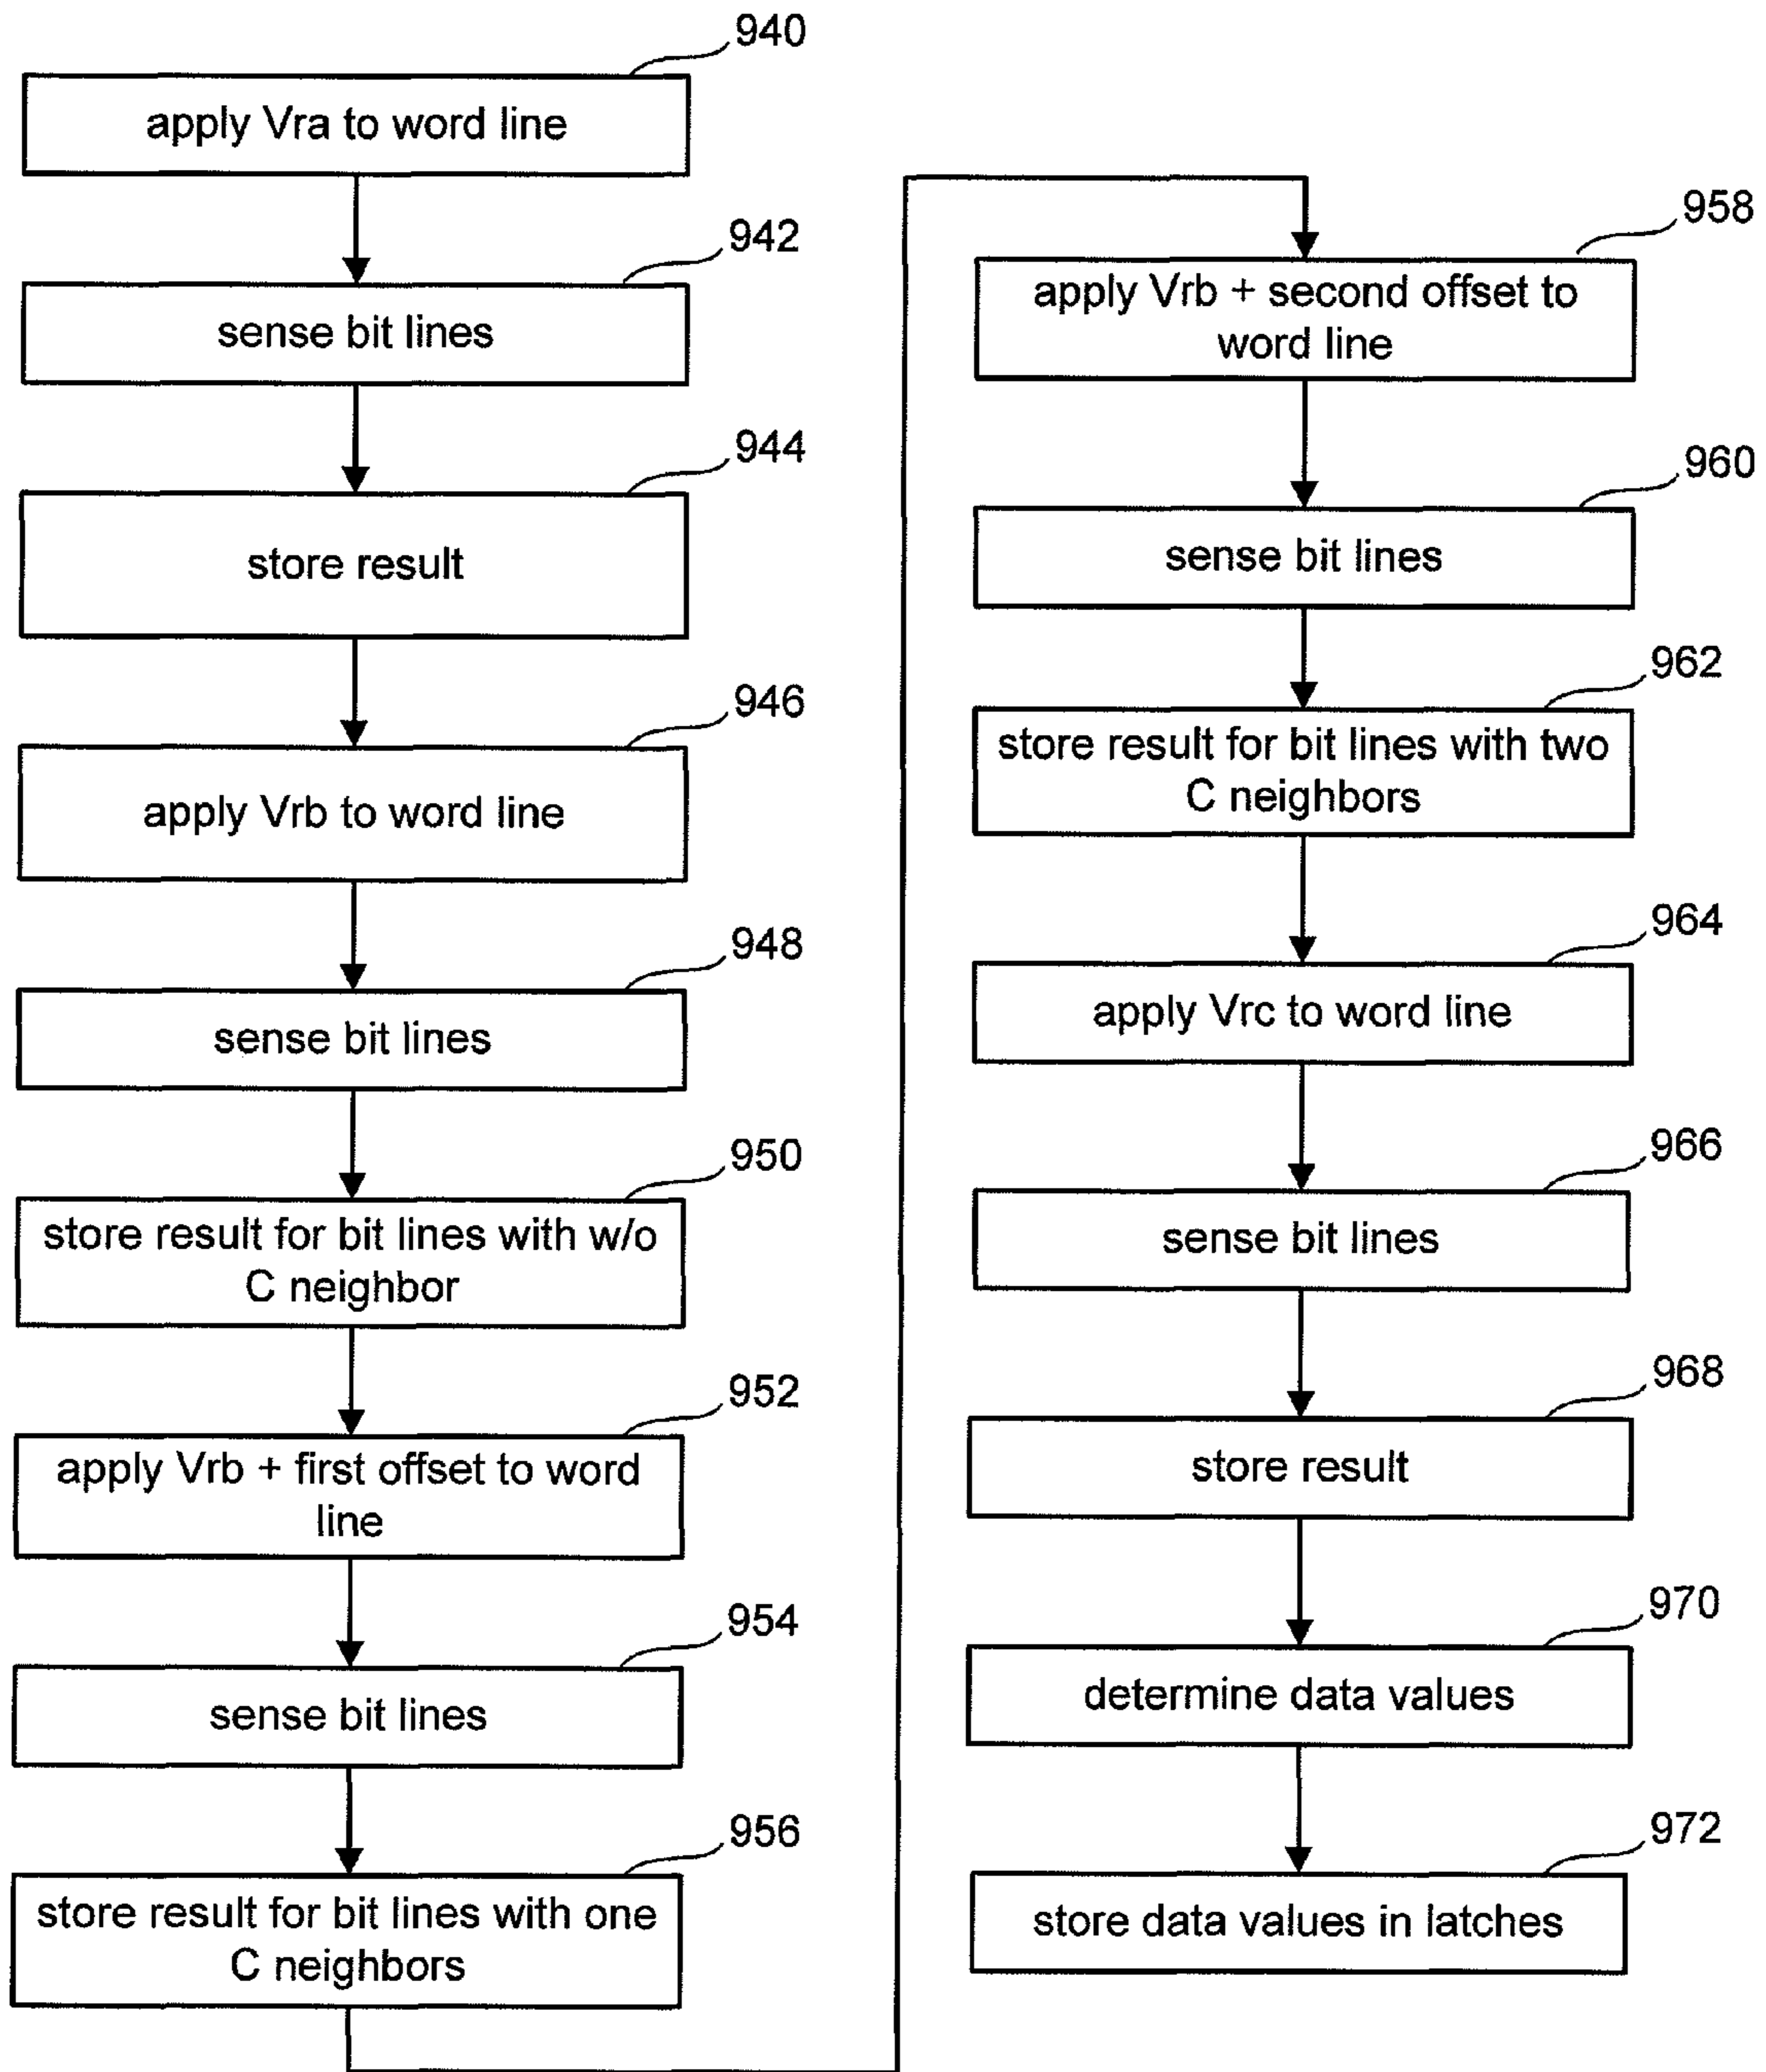 940
apply Vra to word line
942
sense bit lines
944
store result
946
apply Vrb to word line
948
sense bit lines
950
store result for bit lines with w/o
C neighbor
952
apply Vrb + first offset to word
line
954
sense bit lines
956
store result for bit lines with one
C neighbors
958
apply Vrb + second offset to
word line
960
sense bit lines
962
store result for bit lines with two
C neighbors
964
apply Vrc to word line
966
sense bit lines
968
store result
970
determine data values
972
store data values in latches